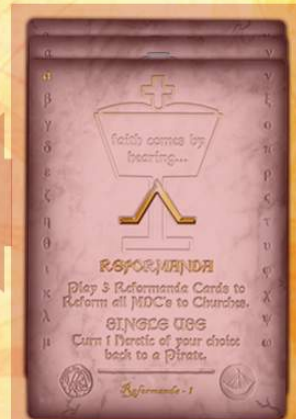 faith comes by
hearing...
REFORMANDA
Play 3 Reformanda Cards to
Reform all MDC's to Churches.
SINGLE USE
Turn 1 Heretic of your choice
back to a Pirate.
Reformanda - 1
α
β
γ
δ
ε
ζ
η
θ
ι
κ
λ
μ
ν
ξ
ο
π
ρ
ς
τ
υ
φ
χ
ψ
ω